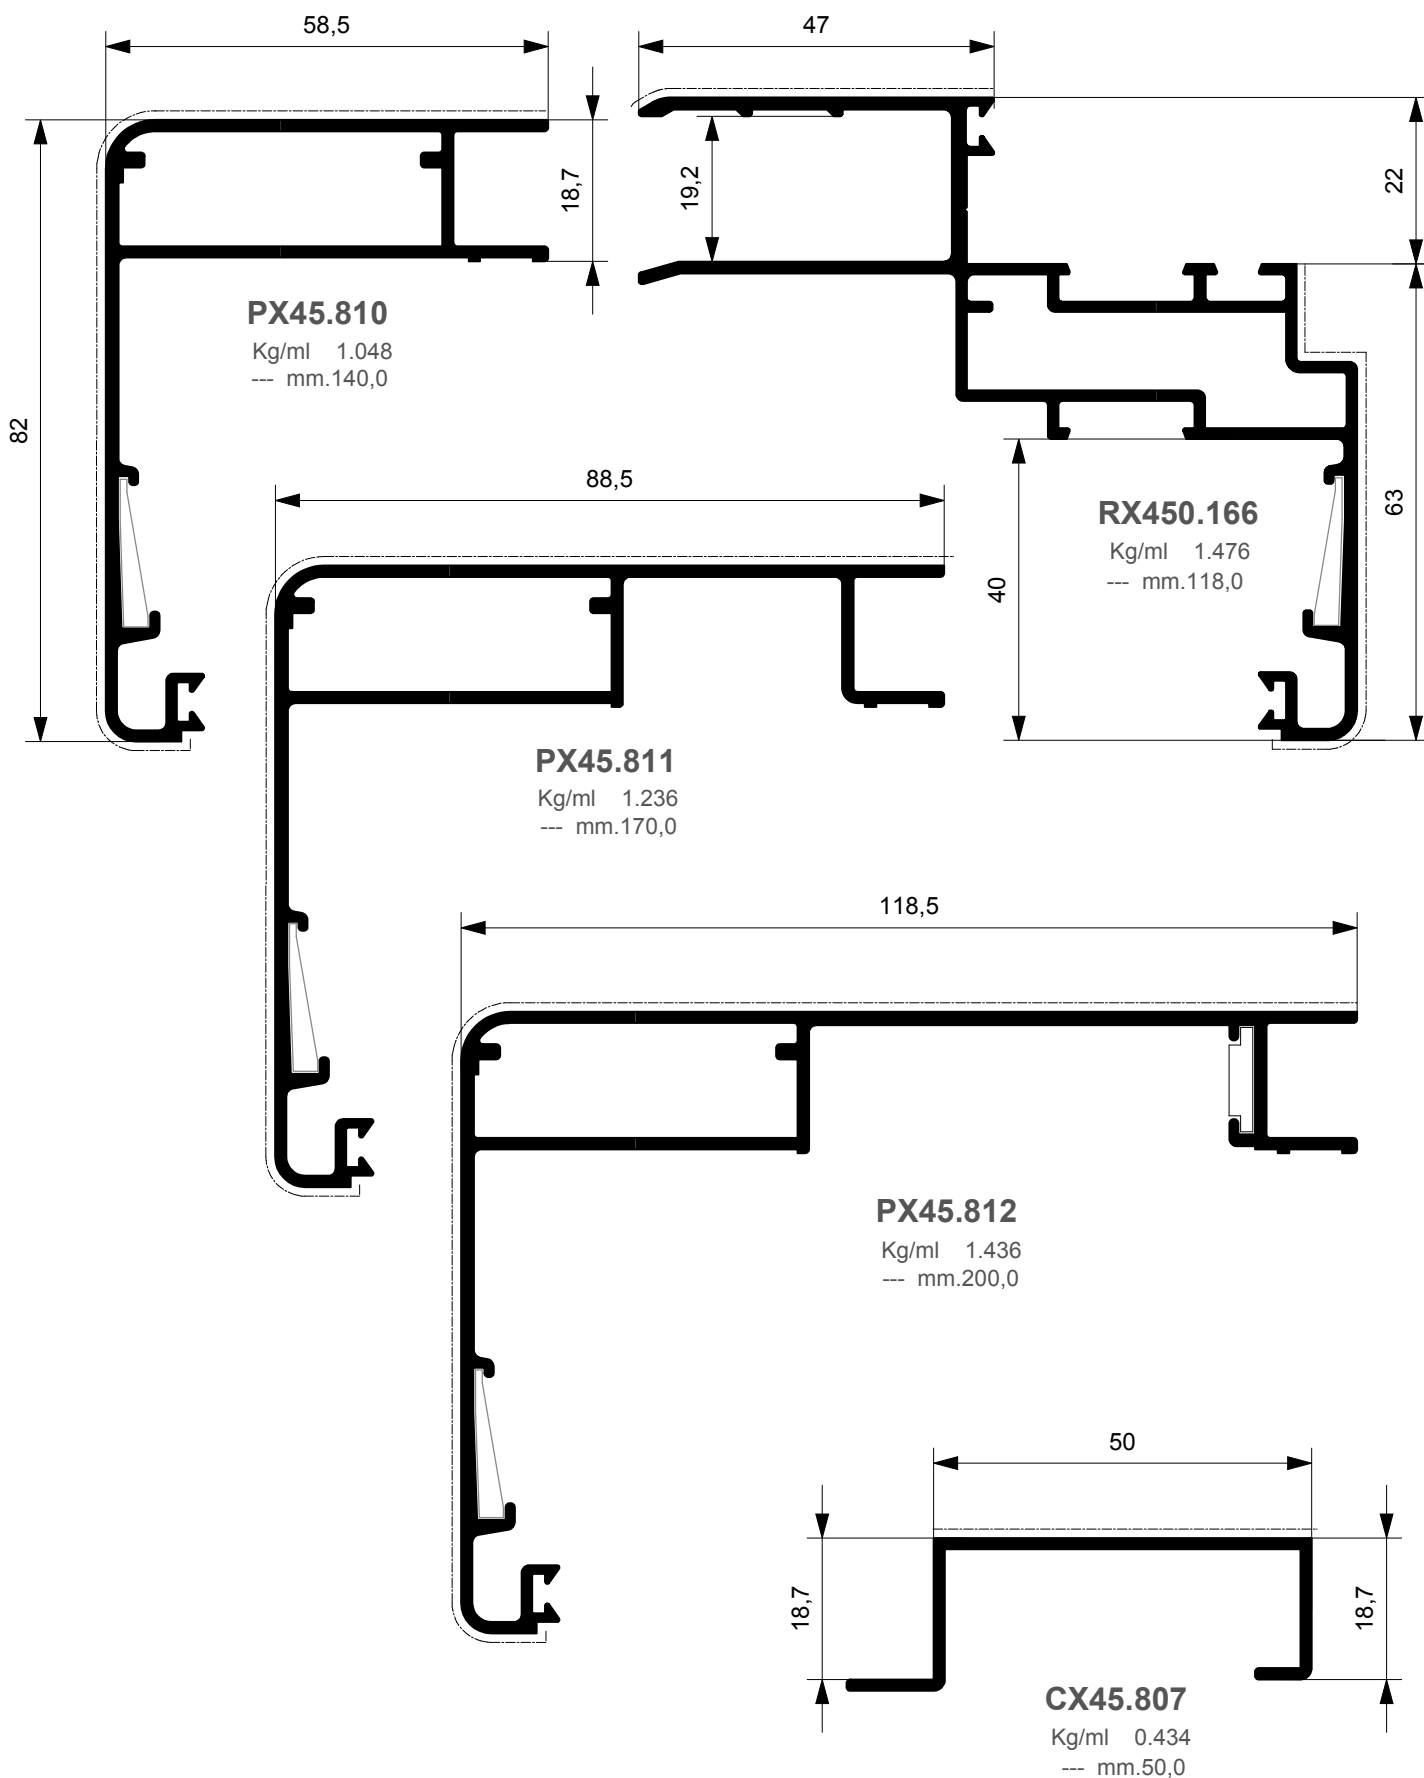 58,5
47
18,7
19,2
22
PX45.810
Kg/ml 1.048
--- mm.140,0
82
88,5
RX450.166
Kg/ml 1.476
--- mm.118,0
63
40
PX45.811
Kg/ml 1.236
--- mm.170,0
118,5
PX45.812
Kg/ml 1.436
--- mm.200,0
50
18,7
18,7
CX45.807
Kg/ml 0.434
--- mm.50,0